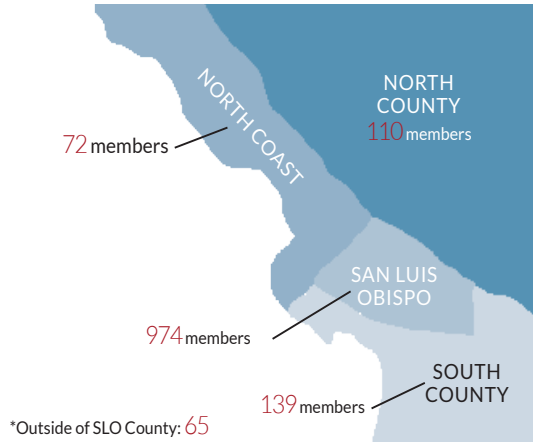 NORTH
COUNTY
110 members
NORTH COAST
72 members
SAN LUIS
OBISPO
974 members
SOUTH
COUNTY
139 members
*Outside of SLO County: 65